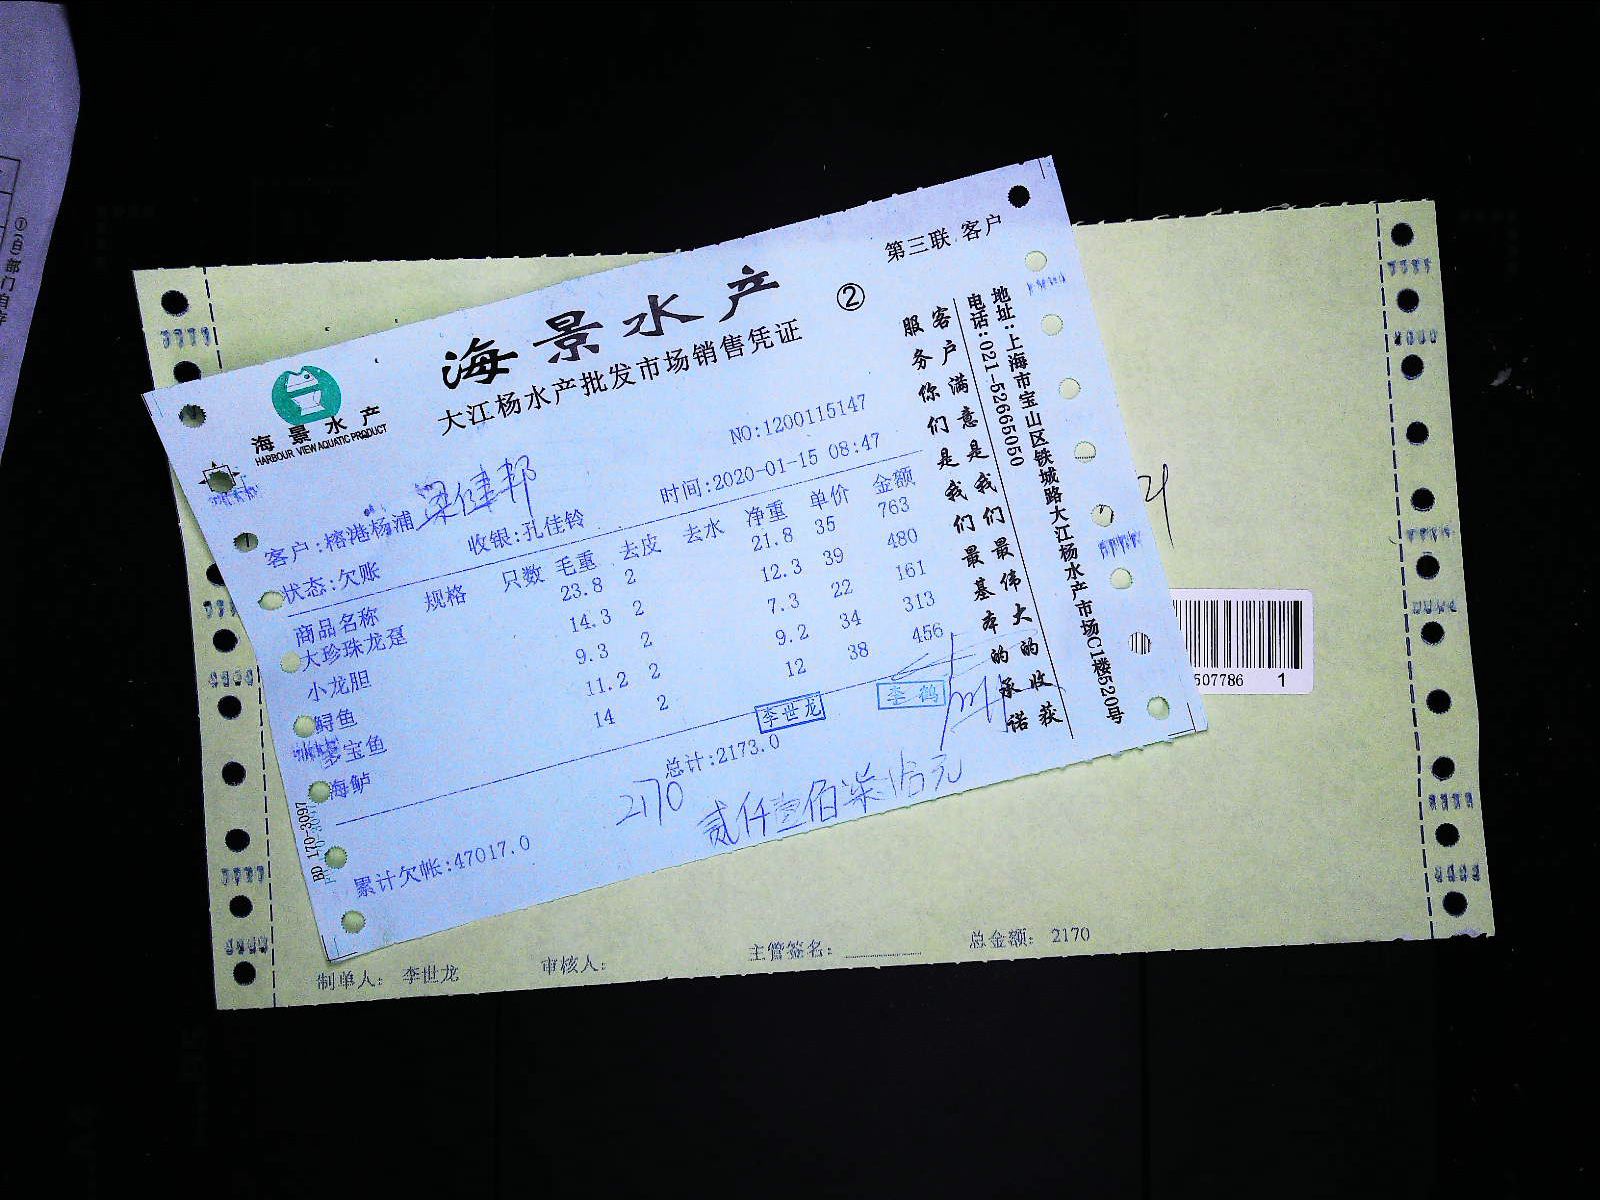 第三联 客户
海景水产
②
大江杨水产批发市场销售凭证
海景水产
HARBOUR VIEW AQUATIC PRODUCT
NO:1200115147
客户:榕港杨浦 梁健邦
时间:2020-01-15 08:47
状态:欠账 收银:孔佳铃
商品名称 规格 只数 毛重 去皮 去水 净重 单价 金额
大珍珠龙趸 23.8 2 21.8 35 763
小龙胆 14.3 2 12.3 39 480
鲟鱼 9.3 2 7.3 22 161
多宝鱼 11.2 2 9.2 34 313
海鲈 14 2 12 38 456
李世龙 李鹤
总计:2173.0
2170 贰仟壹佰柒拾元
累计欠帐:47017.0
BD 170-3097
客户满意是我们最伟大的收获
服务你们是我们最基本的承诺
地址:上海市宝山区铁城路大江杨水产市场C1楼520号
电话:021-52665050
507786 1
制单人: 李世龙 审核人: 主管签名: 总金额: 2170
①(白)部门自存